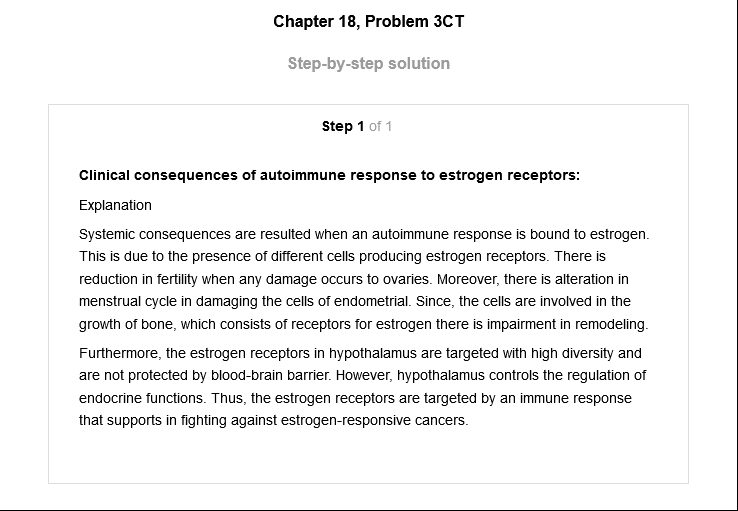 Chapter 18, Problem 3CT
Step-by-step solution
Step 1 of 1
Clinical consequences of autoimmune response to estrogen receptors:
Explanation
Systemic consequences are resulted when an autoimmune response is bound to estrogen.
This is due to the presence of different cells producing estrogen receptors. There is
reduction in fertility when any damage occurs to ovaries. Moreover, there is alteration in
menstrual cycle in damaging the cells of endometrial. Since, the cells are involved in the
growth of bone, which consists of receptors for estrogen there is impairment in remodeling.
Furthermore, the estrogen receptors in hypothalamus are targeted with high diversity and
are not protected by blood-brain barrier. However, hypothalamus controls the regulation of
endocrine functions. Thus, the estrogen receptors are targeted by an immune response
that supports in fighting against estrogen-responsive cancers.